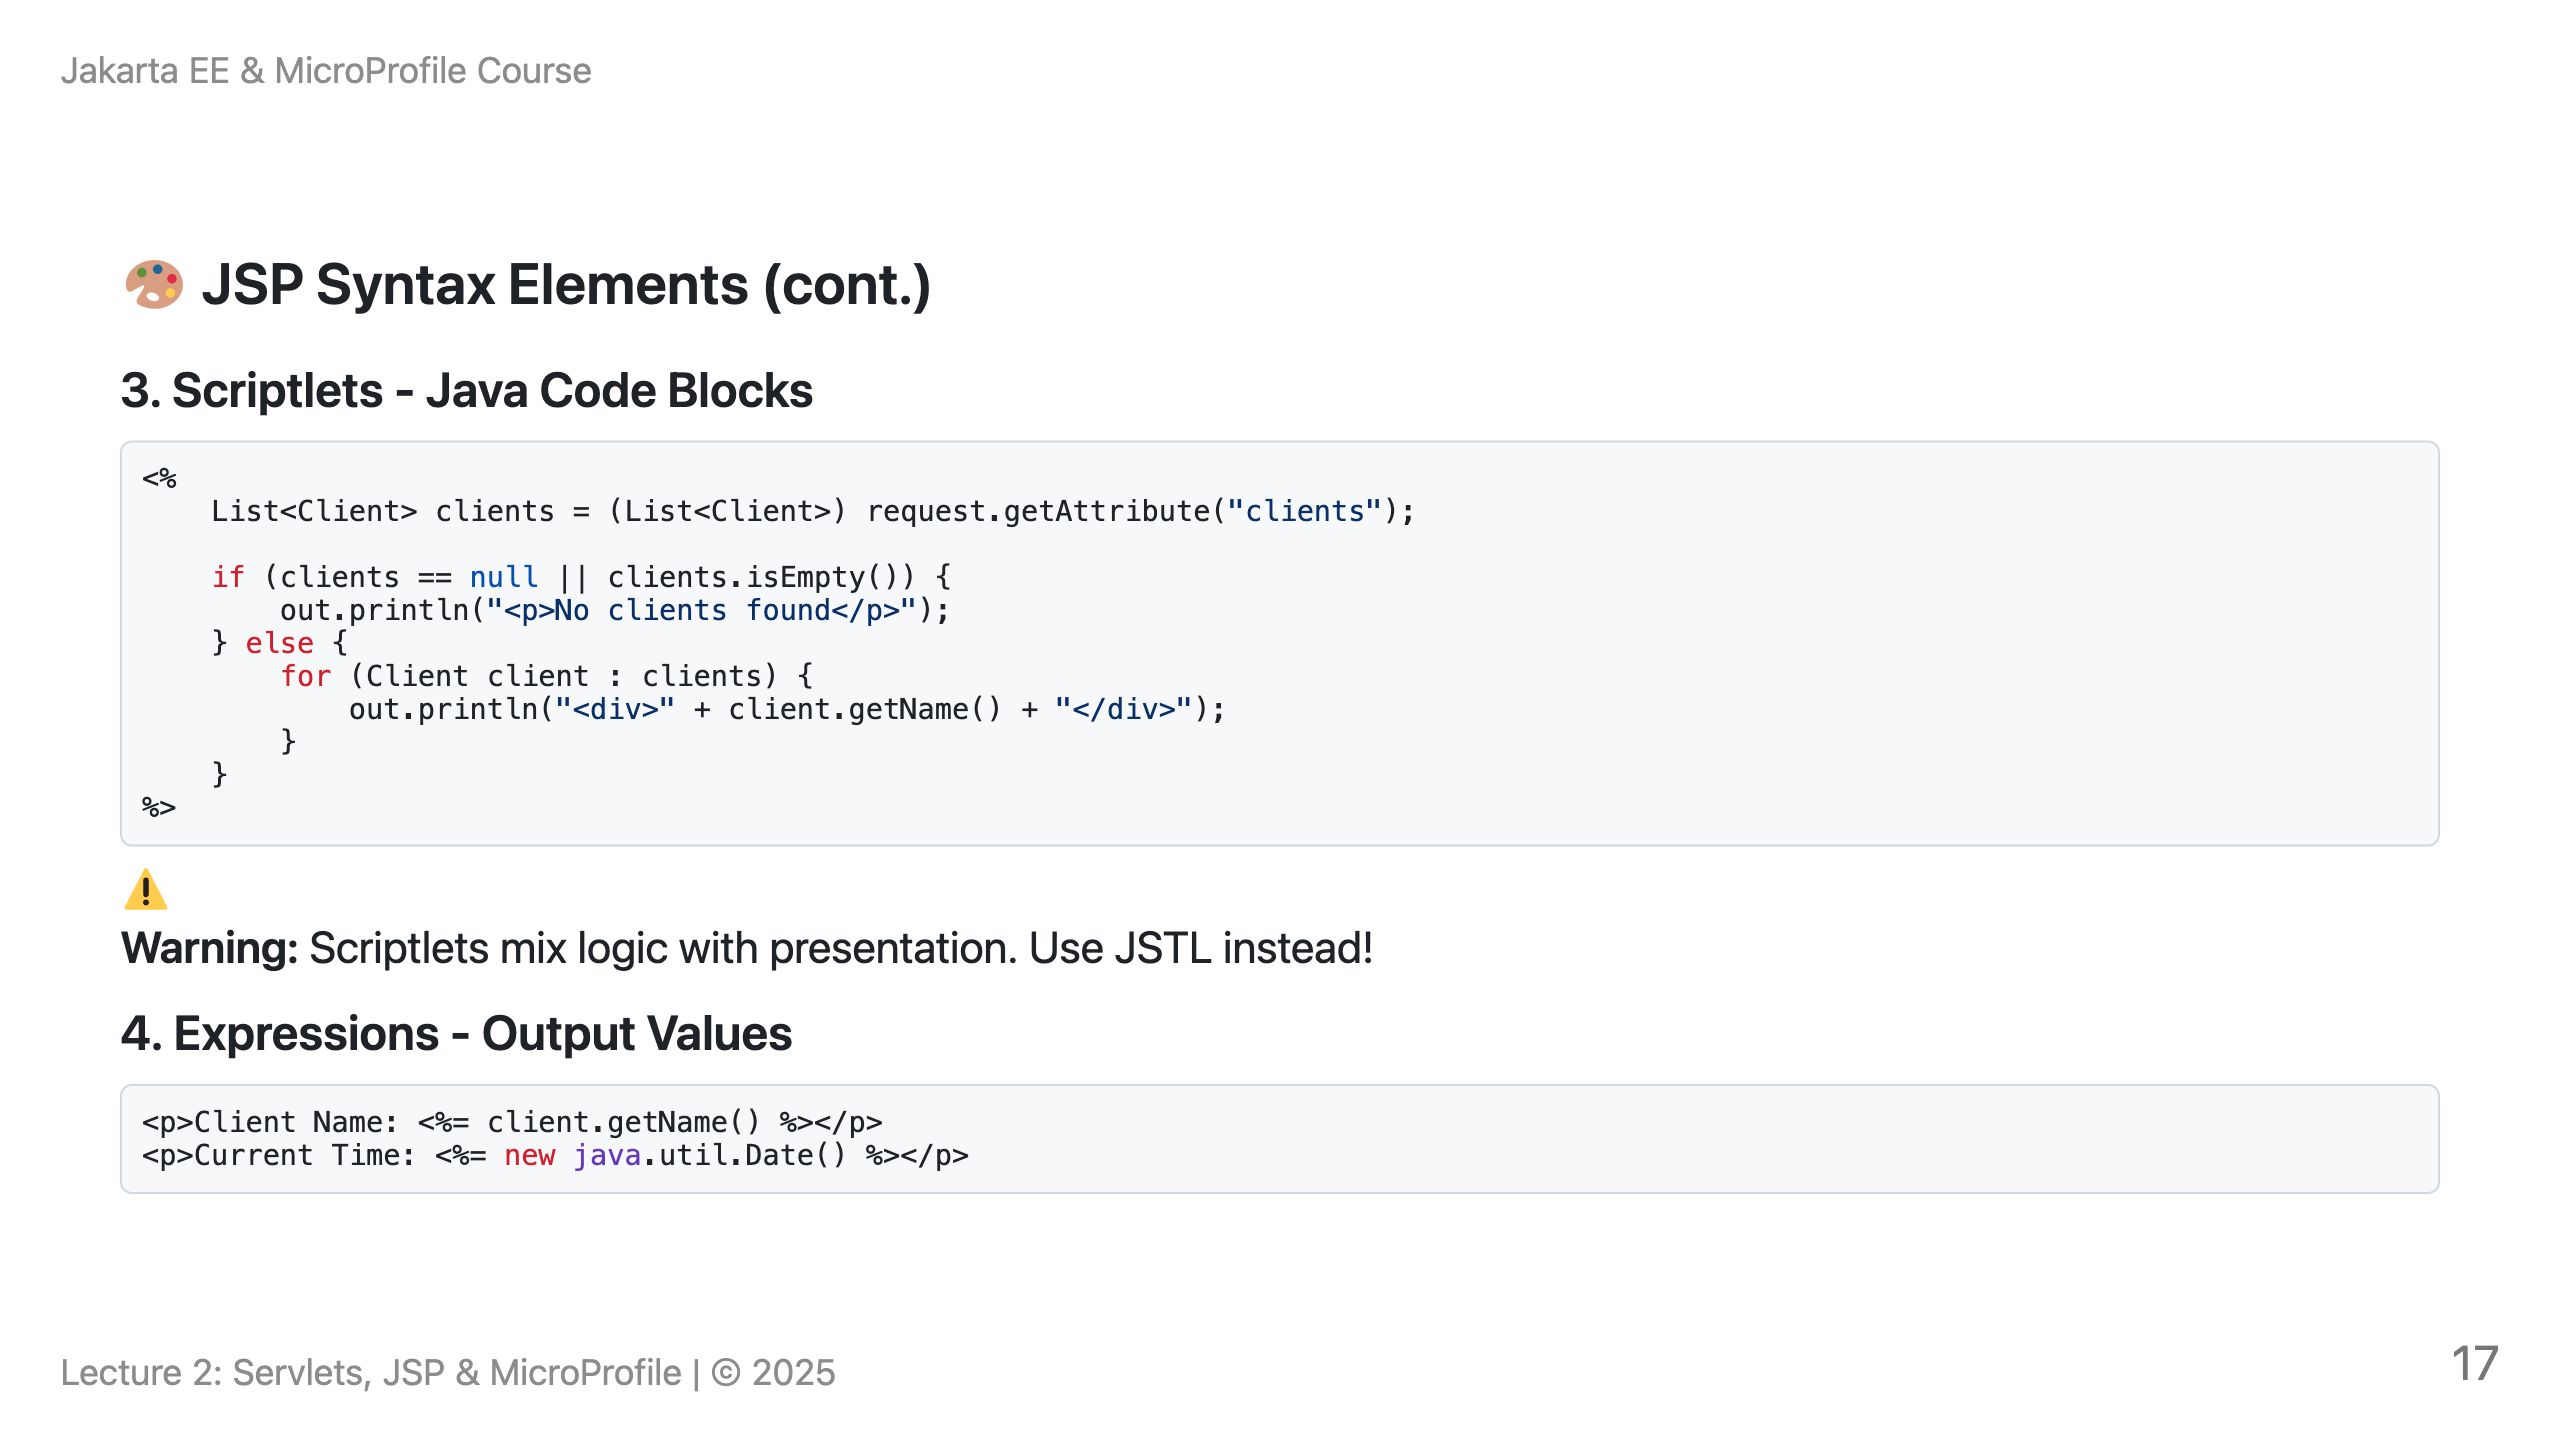 Jakarta EE & MicroProfile Course
🎨 JSP Syntax Elements (cont.)
3. Scriptlets - Java Code Blocks
<%
    List<Client> clients = (List<Client>) request.getAttribute("clients");

    if (clients == null || clients.isEmpty()) {
        out.println("<p>No clients found</p>");
    } else {
        for (Client client : clients) {
            out.println("<div>" + client.getName() + "</div>");
        }
    }
%>
⚠️
Warning: Scriptlets mix logic with presentation. Use JSTL instead!
4. Expressions - Output Values
<p>Client Name: <%= client.getName() %></p>
<p>Current Time: <%= new java.util.Date() %></p>
Lecture 2: Servlets, JSP & MicroProfile | © 2025
17